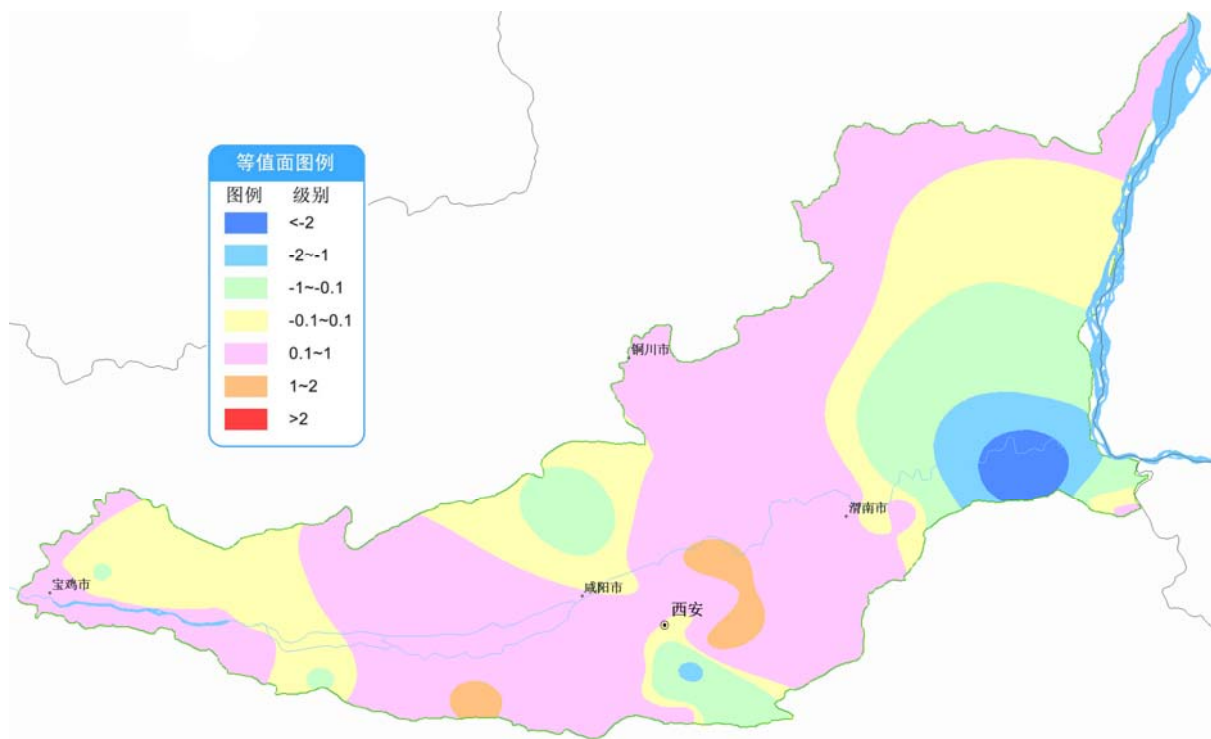 等值面图例
图例 级别
<-2
-2~-1
-1~-0.1
-0.1~0.1
0.1~1
1~2
>2
铜川市
渭南市
宝鸡市
咸阳市
西安